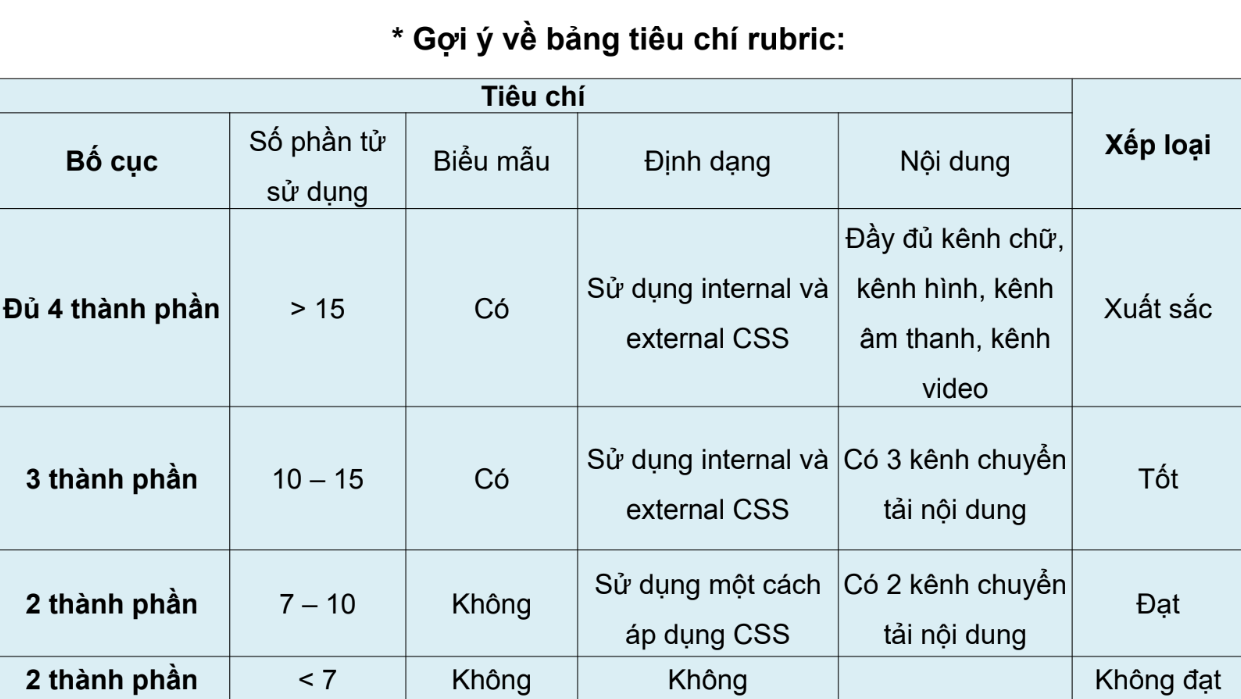 * Gợi ý về bảng tiêu chí rubric:
Tiêu chí
Xếp loại
Bố cục
Số phần tử
sử dụng
Biểu mẫu
Định dạng
Nội dung
Đủ 4 thành phần
> 15
Có
Sử dụng internal và
external CSS
Đầy đủ kênh chữ,
kênh hình, kênh
âm thanh, kênh
video
Xuất sắc
3 thành phần
10 – 15
Có
Sử dụng internal và
external CSS
Có 3 kênh chuyển
tải nội dung
Tốt
2 thành phần
7 – 10
Không
Sử dụng một cách
áp dụng CSS
Có 2 kênh chuyển
tải nội dung
Đạt
2 thành phần
< 7
Không
Không
Không đạt